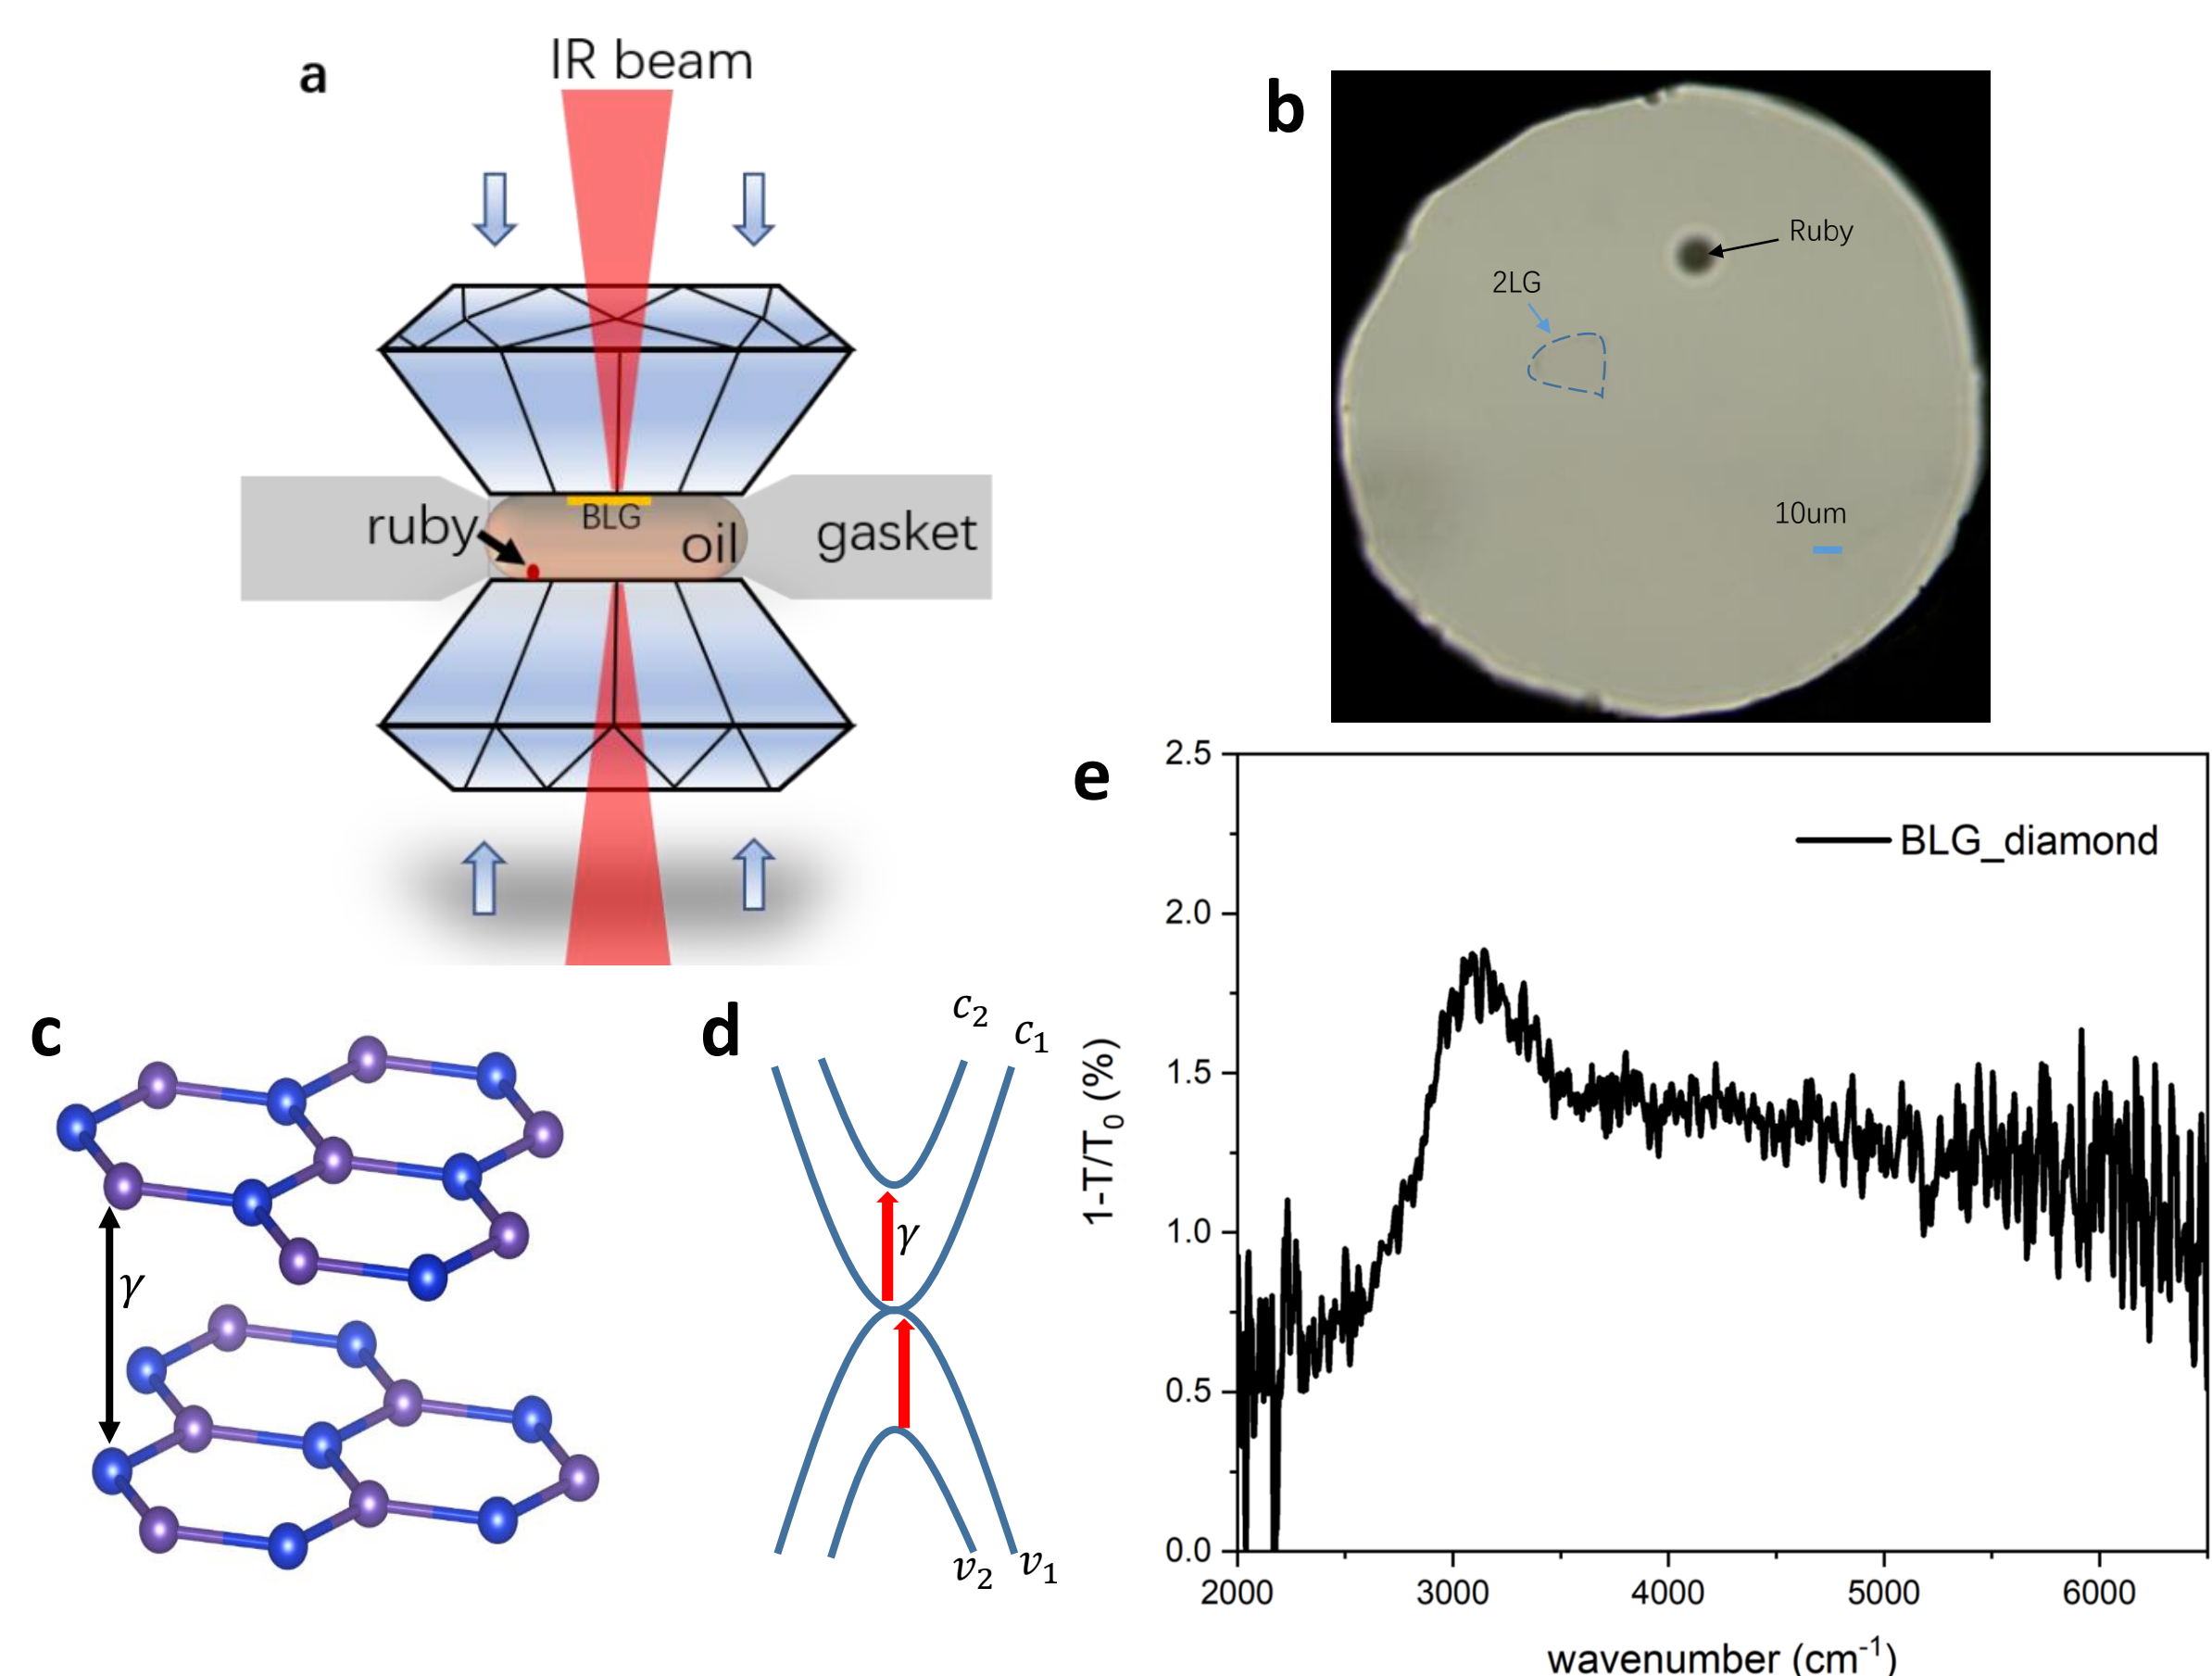 a
IR beam
ruby
BLG
oil
gasket
b
Ruby
2LG
10um
c
γ
d
c₂
c₁
γ
v₂
v₁
e
2.5
2.0
1.5
1.0
0.5
0.0
1-T/T₀ (%)
BLG_diamond
2000 3000 4000 5000 6000
wavenumber (cm⁻¹)